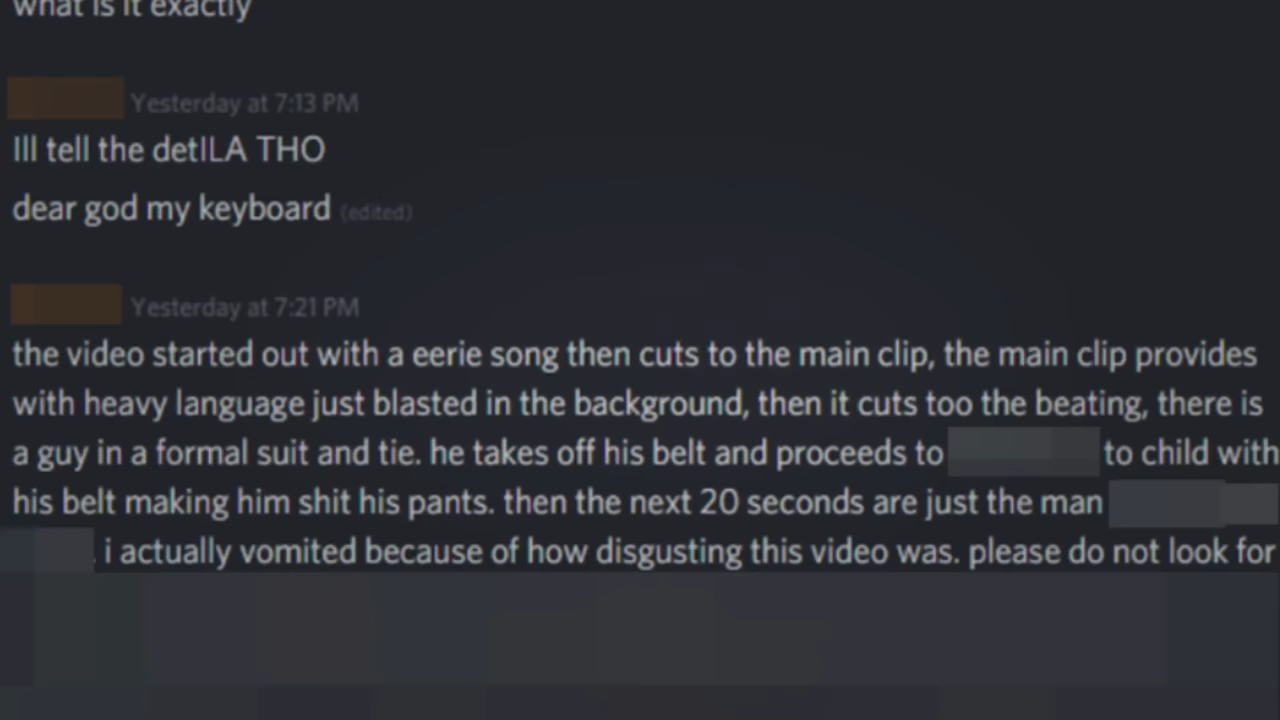 what is it exactly
Yesterday at 7:13 PM
Ill tell the detILA THO
dear god my keyboard (edited)
Yesterday at 7:21 PM
the video started out with a eerie song then cuts to the main clip, the main clip provides
with heavy language just blasted in the background, then it cuts too the beating, there is
a guy in a formal suit and tie. he takes off his belt and proceeds to to child with
his belt making him shit his pants. then the next 20 seconds are just the man
. i actually vomited because of how disgusting this video was. please do not look for